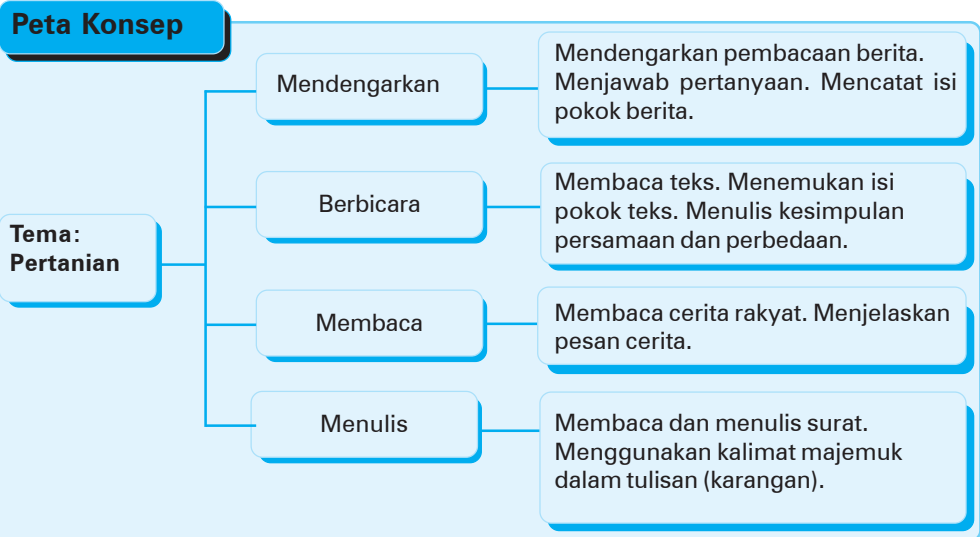 Peta Konsep
Tema:
Pertanian
Mendengarkan
Mendengarkan pembacaan berita.
Menjawab pertanyaan. Mencatat isi
pokok berita.
Berbicara
Membaca teks. Menemukan isi
pokok teks. Menulis kesimpulan
persamaan dan perbedaan.
Membaca
Membaca cerita rakyat. Menjelaskan
pesan cerita.
Menulis
Membaca dan menulis surat.
Menggunakan kalimat majemuk
dalam tulisan (karangan).